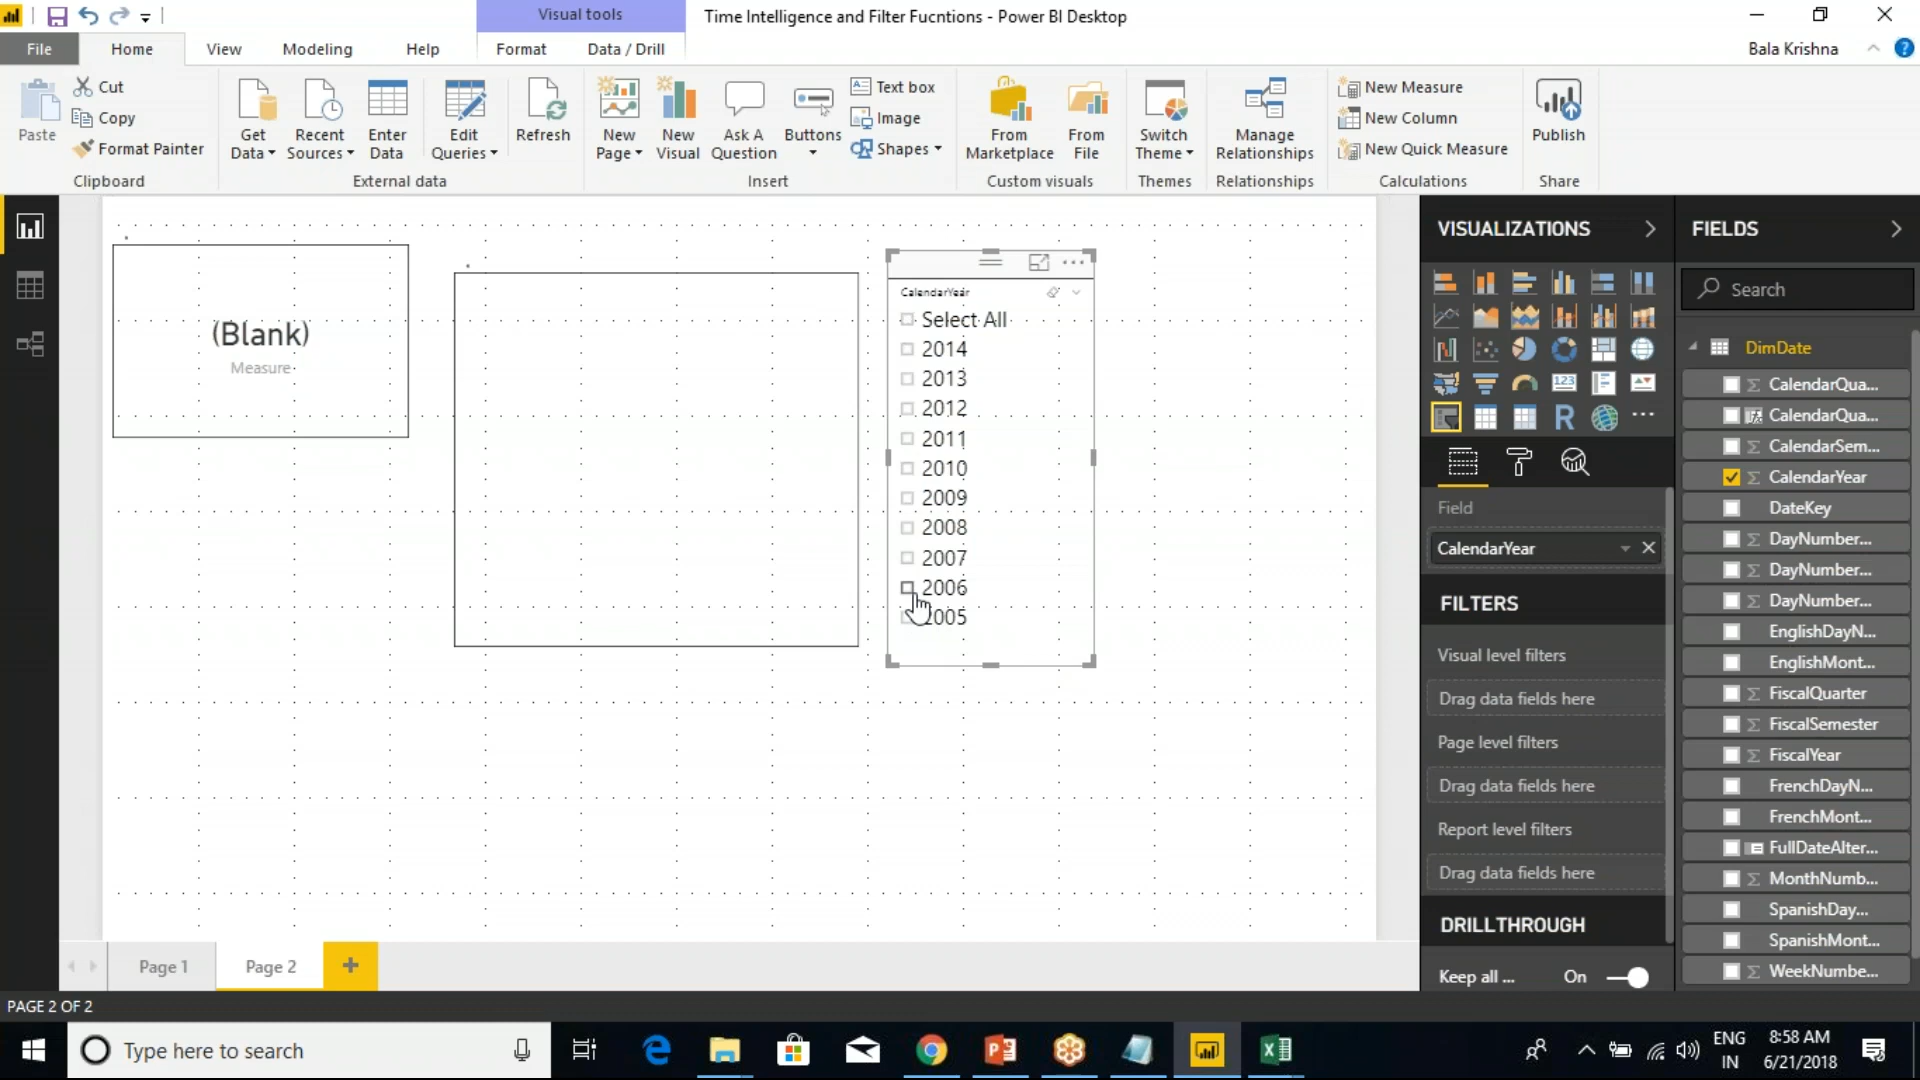 Visual tools
Time Intelligence and Filter Fucntions - Power BI Desktop
File
Home
View
Modeling
Help
Format
Data / Drill
Bala Krishna
Paste
Cut
Copy
Format Painter
Clipboard
Get Data
Recent Sources
Enter Data
Edit Queries
Refresh
External data
New Page
New Visual
Ask A Question
Buttons
Text box
Image
Shapes
Insert
From Marketplace
From File
Custom visuals
Switch Theme
Themes
Manage Relationships
Relationships
New Measure
New Column
New Quick Measure
Calculations
Publish
Share
(Blank)
Measure
CalendarYear
Select All
2014
2013
2012
2011
2010
2009
2008
2007
2006
2005
VISUALIZATIONS
123
R
Field
CalendarYear
FILTERS
Visual level filters
Drag data fields here
Page level filters
Drag data fields here
Report level filters
Drag data fields here
DRILLTHROUGH
Keep all ...
On
FIELDS
Search
DimDate
CalendarQua...
CalendarQua...
CalendarSem...
CalendarYear
DateKey
DayNumber...
DayNumber...
DayNumber...
EnglishDayN...
EnglishMont...
FiscalQuarter
FiscalSemester
FiscalYear
FrenchDayN...
FrenchMont...
FullDateAlter...
MonthNumb...
SpanishDay...
SpanishMont...
WeekNumbe...
Page 1
Page 2
PAGE 2 OF 2
Type here to search
ENG
IN
8:58 AM
6/21/2018